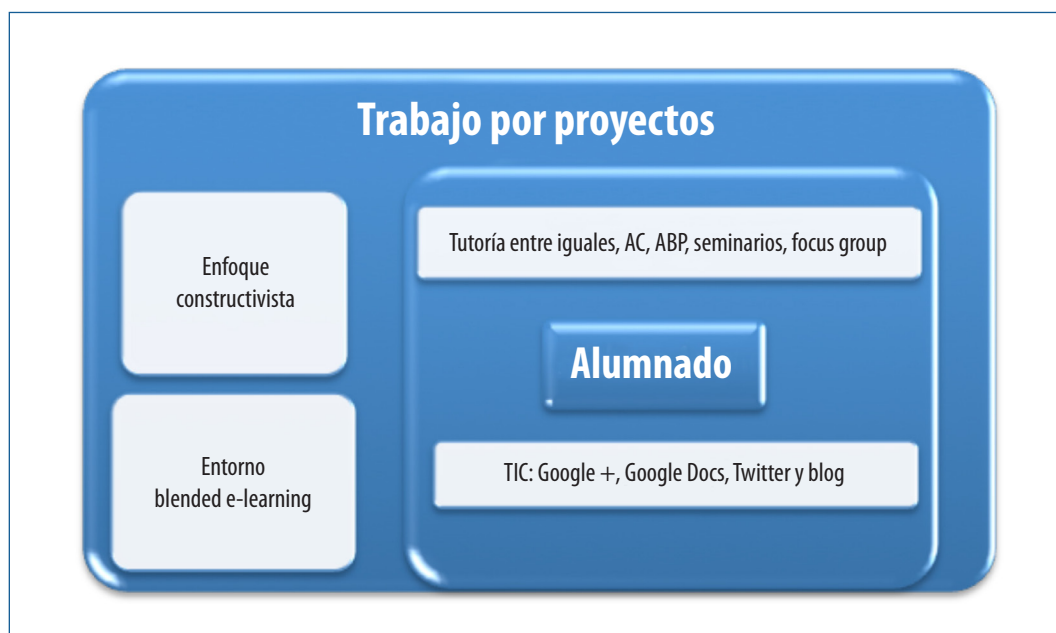 Trabajo por proyectos
Enfoque
constructivista
Entorno
blended e-learning
Tutoría entre iguales, AC, ABP, seminarios, focus group
Alumnado
TIC: Google +, Google Docs, Twitter y blog